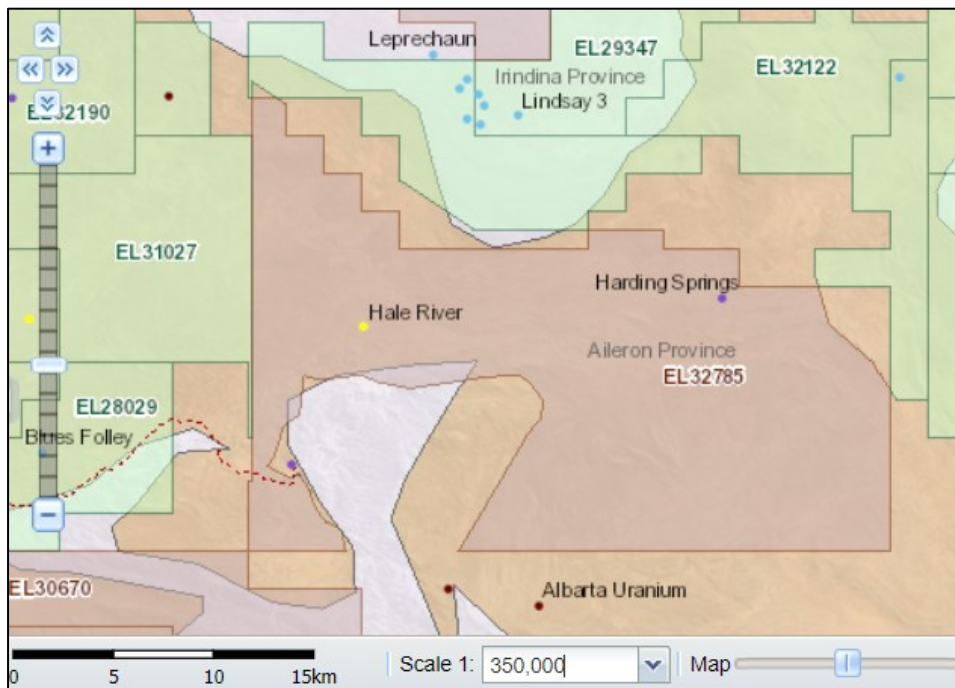 Leprechaun
EL29347
Irindina Province
EL32122
Lindsay 3
EL32190
EL31027
Harding Springs
Hale River
Aileron Province
EL32785
EL28029
Blues Folley
EL30670
Albarta Uranium
0 5 10 15km
Scale 1: 350,000 Map